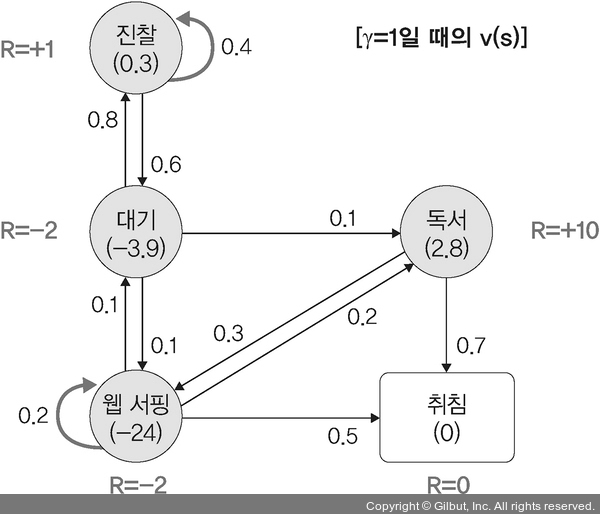 [γ=1일 때의 v(s)]
R=+1
진찰
(0.3)
0.4
0.8
0.6
R=-2
대기
(-3.9)
0.1
독서
(2.8)
R=+10
0.1
0.1
0.3
0.2
0.7
0.2
웹 서핑
(-24)
0.5
취침
(0)
R=-2
R=0
Copyright © Gilbut, Inc. All rights reserved.